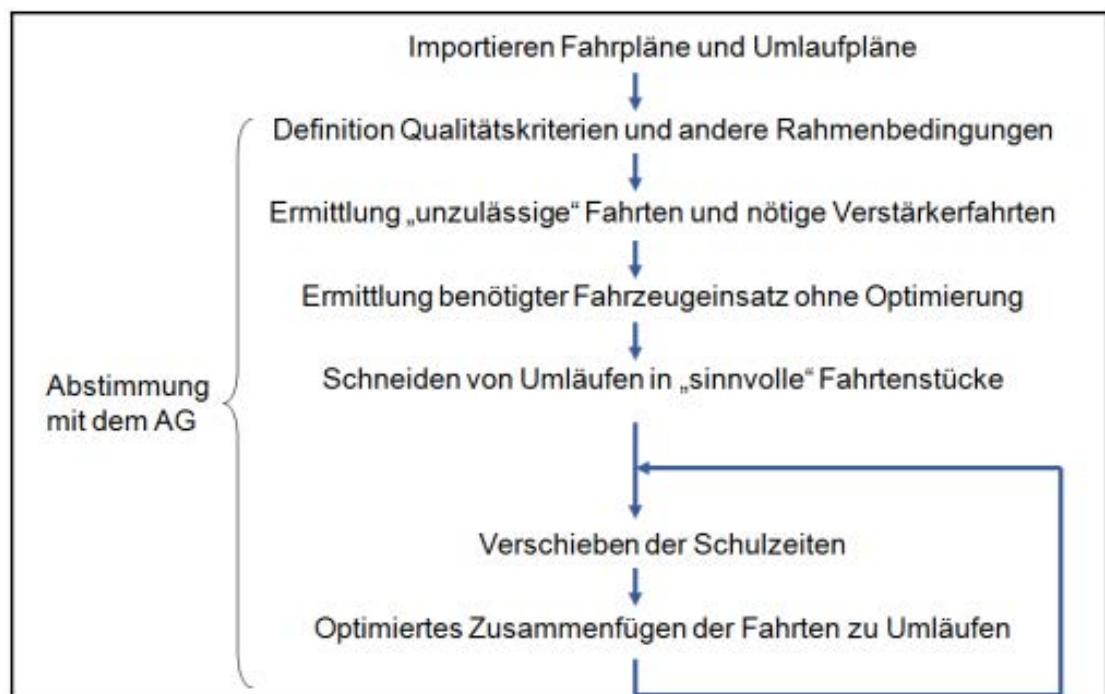 Importieren Fahrpläne und Umlaufpläne
Definition Qualitätskriterien und andere Rahmenbedingungen
Ermittlung „unzulässige“ Fahrten und nötige Verstärkerfahrten
Ermittlung benötigter Fahrzeugeinsatz ohne Optimierung
Schneiden von Umläufen in „sinnvolle“ Fahrtenstücke
Abstimmung
mit dem AG
Verschieben der Schulzeiten
Optimiertes Zusammenfügen der Fahrten zu Umläufen